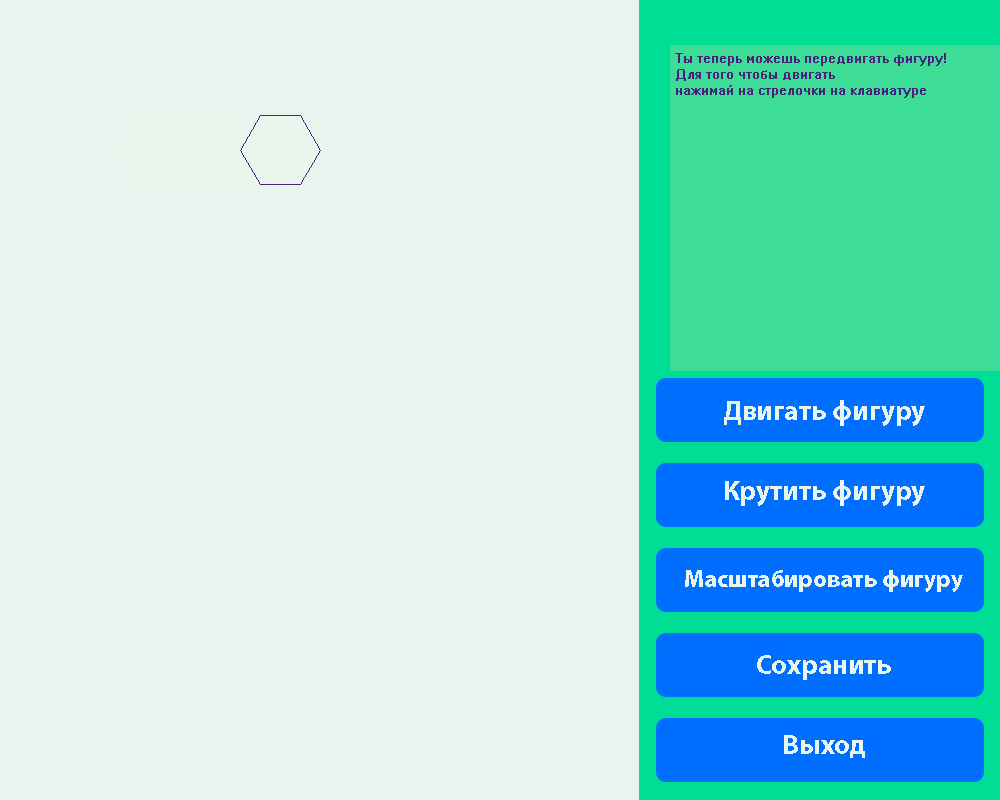 Ты теперь можешь передвигать фигуру!
Для того чтобы двигать
нажимай на стрелочки на клавиатуре
Двигать фигуру
Крутить фигуру
Масштабировать фигуру
Сохранить
Выход